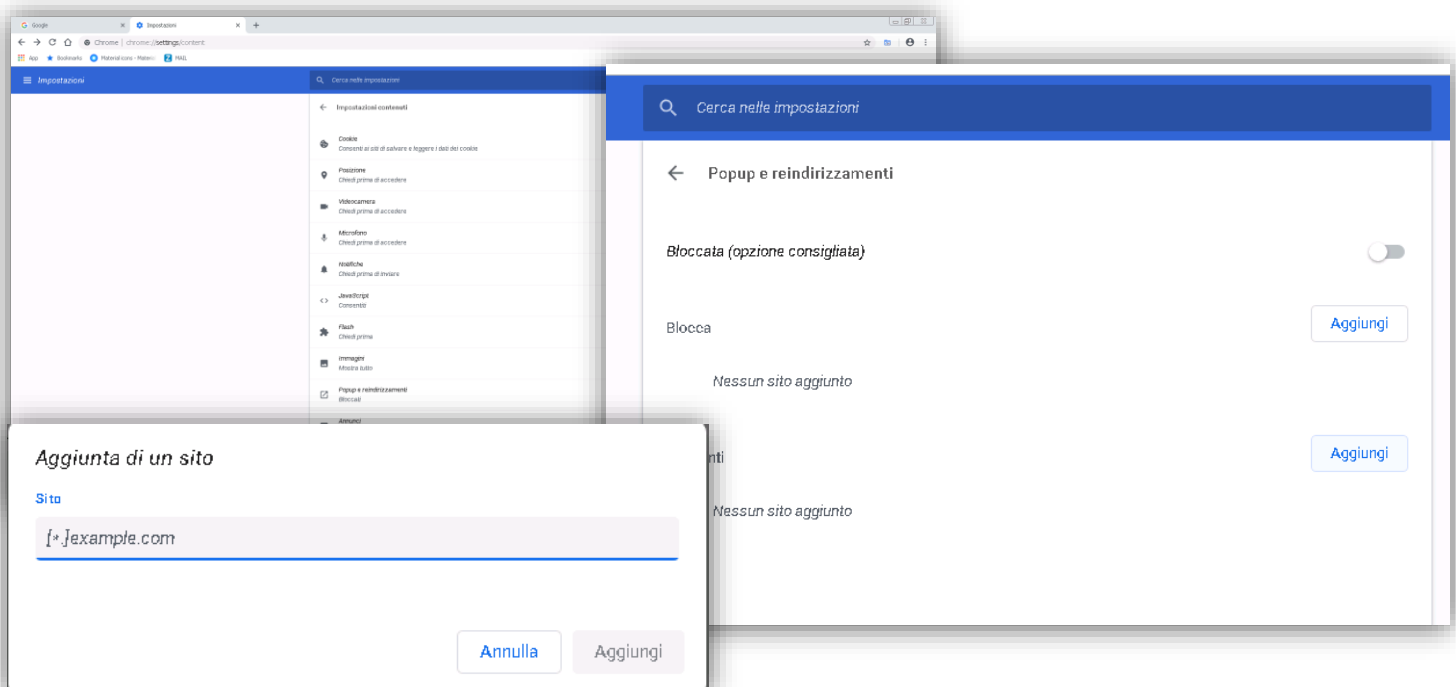 Google
Impostazioni
Chrome | chrome://settings/content
App
Bookmarks
Material icons - Materi
MAIL
Impostazioni
Cerca nelle impostazioni
Impostazioni contenuti
Cookie
Consenti ai siti di salvare e leggere i dati dei cookie
Posizione
Chiedi prima di accedere
Videocamera
Chiedi prima di accedere
Microfono
Chiedi prima di accedere
Notifiche
Chiedi prima di inviare
JavaScript
Consentiti
Flash
Chiedi prima
Immagini
Mostra tutto
Popup e reindirizzamenti
Bloccati
Annunci
Cerca nelle impostazioni
Popup e reindirizzamenti
Bloccata (opzione consigliata)
Blocca
Aggiungi
Nessun sito aggiunto
nti
Aggiungi
Nessun sito aggiunto
Aggiunta di un sito
Sito
[*.]example.com
Annulla
Aggiungi